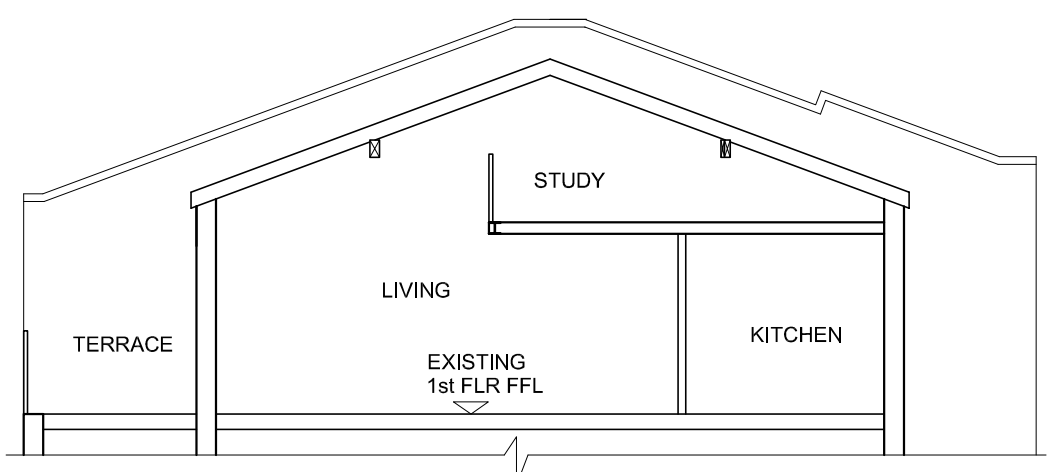 STUDY
LIVING
TERRACE
KITCHEN
EXISTING
1st FLR FFL